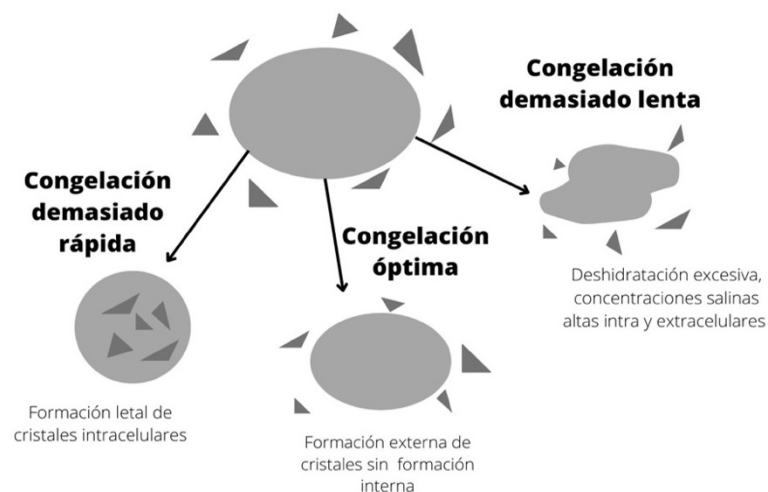 Congelación
demasiado lenta
Deshidratación excesiva,
concentraciones salinas
altas intra y extracelulares
Congelación
demasiado
rápida
Formación letal de
cristales intracelulares
Congelación
óptima
Formación externa de
cristales sin formación
interna